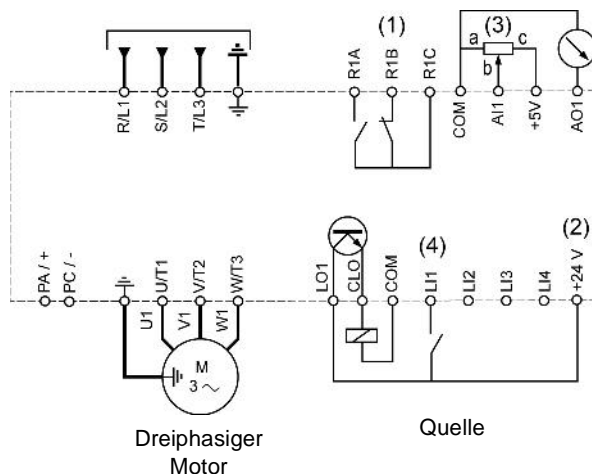 (1)
(3)
a
c
b
R/L1
S/L2
T/L3
R1A
R1B
R1C
COM
AI1
+5V
AO1
(4)
(2)
PA / +
PC / -
U/T1
V/T2
W/T3
LO1
CLO
COM
LI1
LI2
LI3
LI4
+24 V
U1
V1
W1
M
3 ~
Dreiphasiger
Motor
Quelle